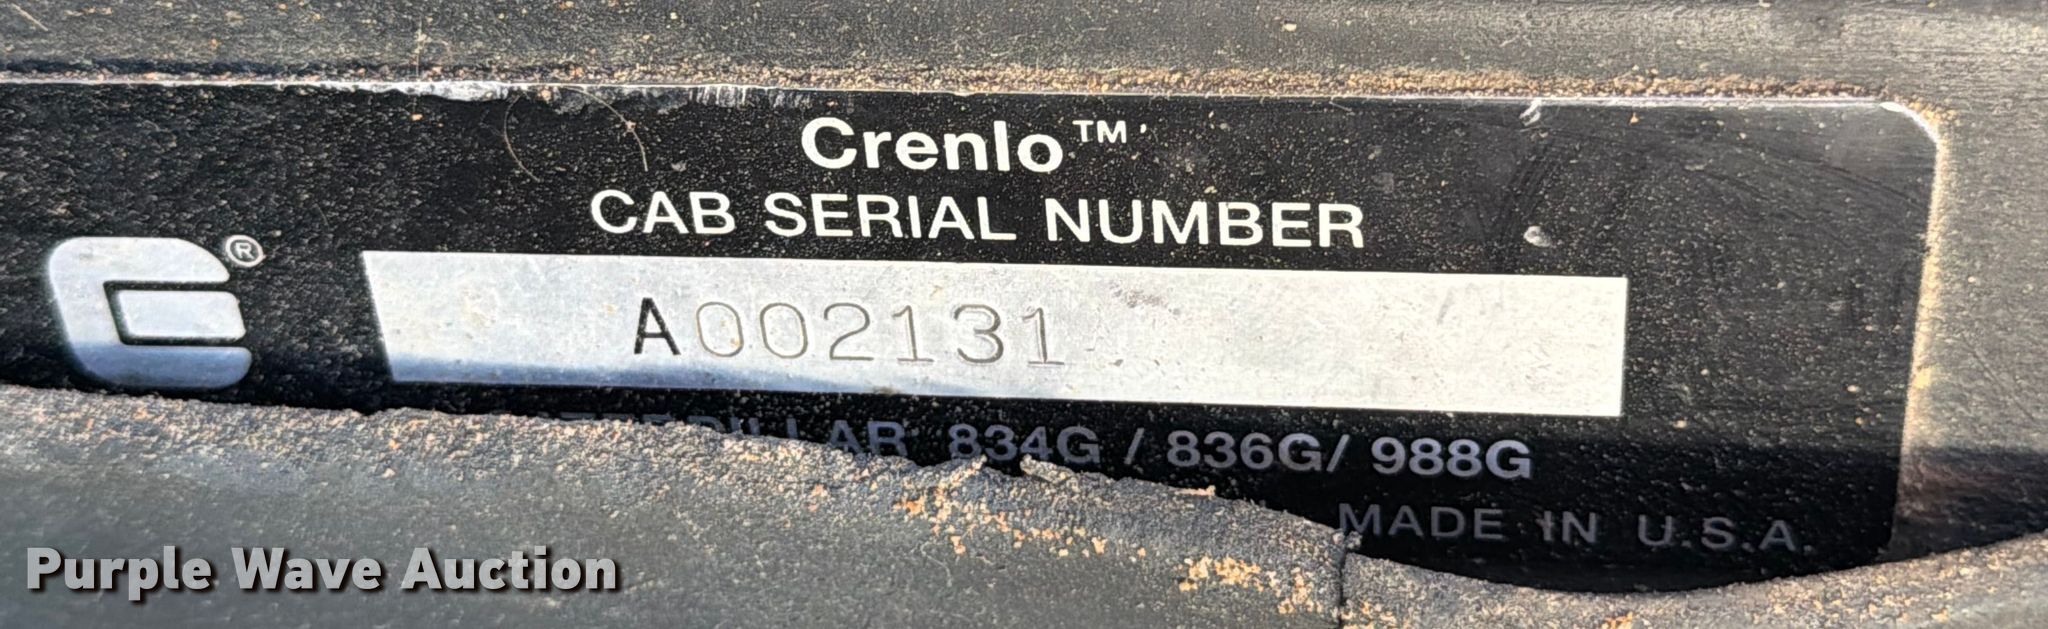 Crenlo™
CAB SERIAL NUMBER
®
A002131
834G / 836G/ 988G
MADE IN U.S.A.
Purple Wave Auction